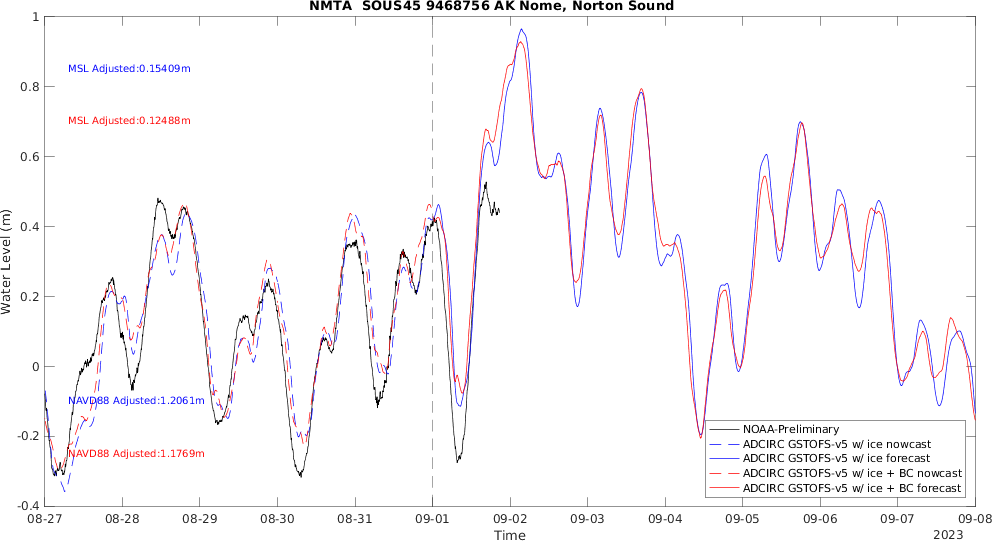 NMTA SOUS45 9468756 AK Nome, Norton Sound
1
MSL Adjusted:0.15409m
0.8
MSL Adjusted:0.12488m
0.6
0.4
Water Level (m)
0.2
0
NAVD88 Adjusted:1.2061m
-0.2
NAVD88 Adjusted:1.1769m
-0.4
NOAA-Preliminary
ADCIRC GSTOFS-v5 w/ ice nowcast
ADCIRC GSTOFS-v5 w/ ice forecast
ADCIRC GSTOFS-v5 w/ ice + BC nowcast
ADCIRC GSTOFS-v5 w/ ice + BC forecast
08-27 08-28 08-29 08-30 08-31 09-01 09-02 09-03 09-04 09-05 09-06 09-07 09-08
Time
2023